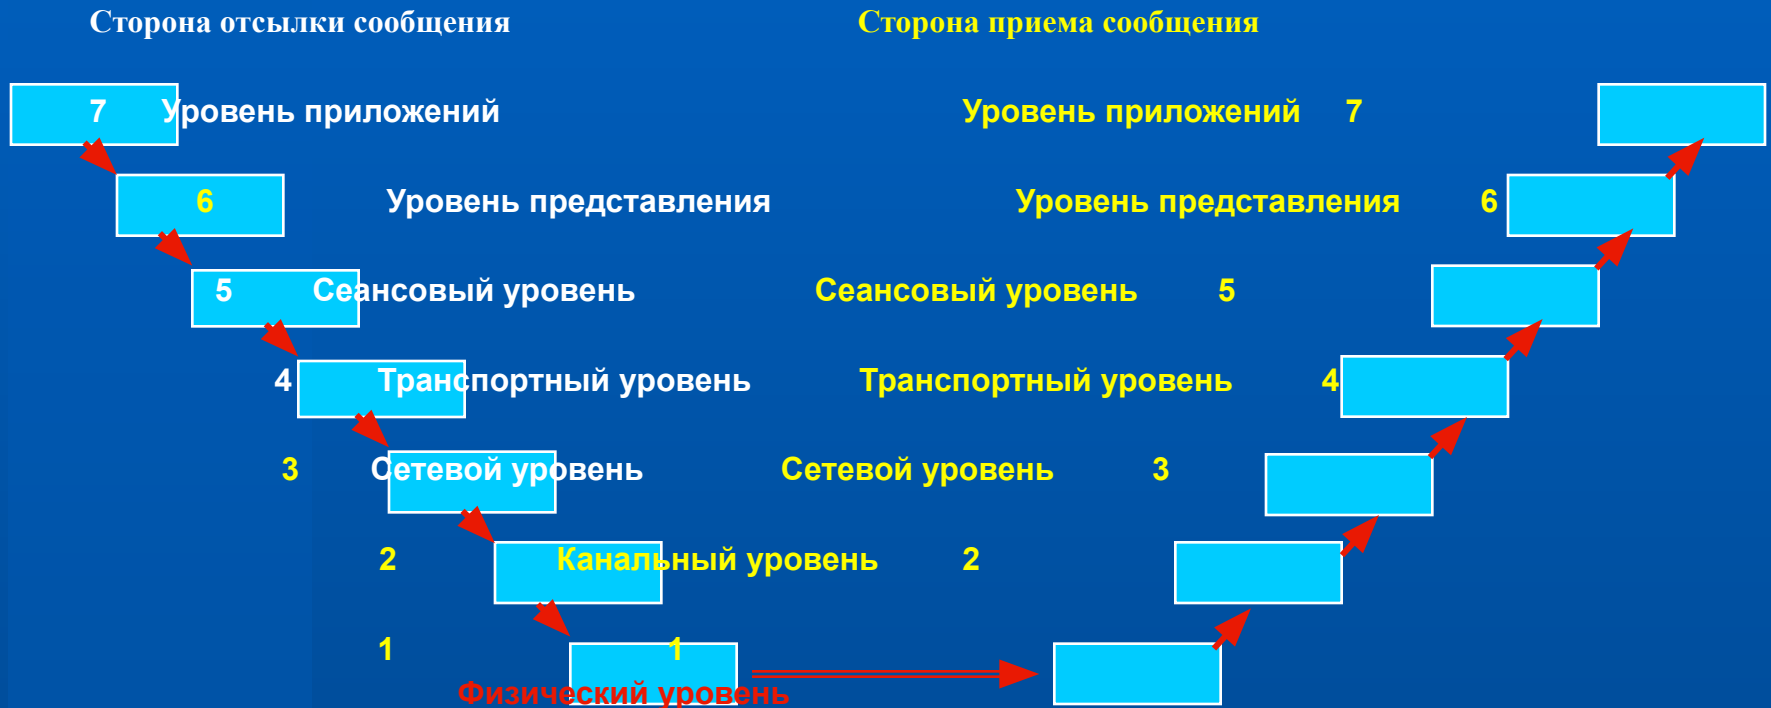 Сторона отсылки сообщения Сторона приема сообщения
7 Уровень приложений Уровень приложений 7
6 Уровень представления Уровень представления 6
5 Сеансовый уровень Сеансовый уровень 5
4 Транспортный уровень Транспортный уровень 4
3 Сетевой уровень Сетевой уровень 3
2 Канальный уровень 2
1 1
Физический уровень